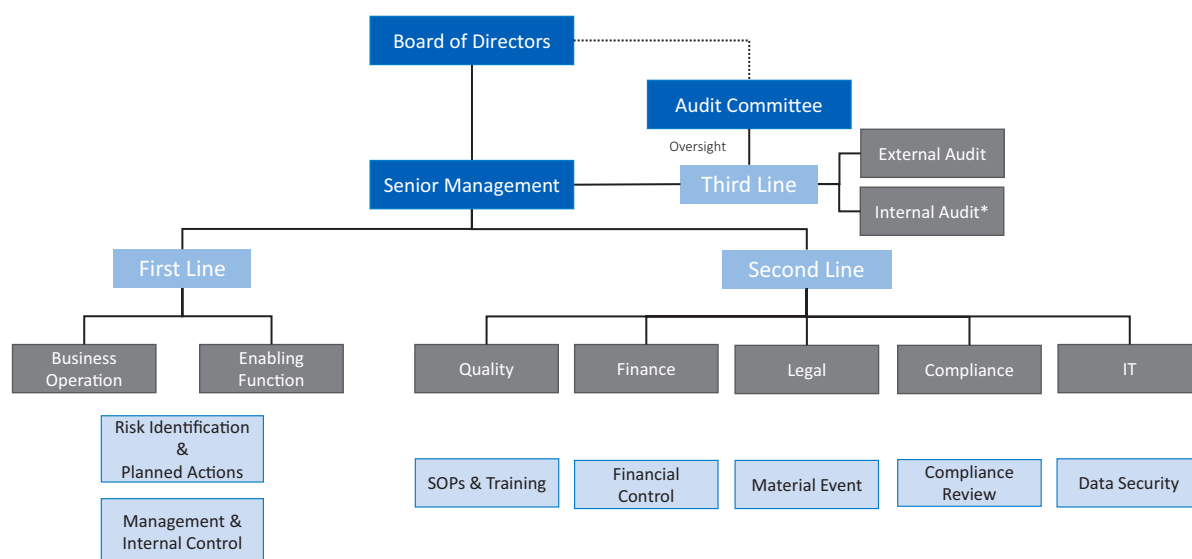 Board of Directors
Audit Committee
Oversight
External Audit
Senior Management
Third Line
Internal Audit*
First Line
Second Line
Business
Operation
Enabling
Function
Quality
Finance
Legal
Compliance
IT
Risk Identification
&
Planned Actions
SOPs & Training
Financial
Control
Material Event
Compliance
Review
Data Security
Management &
Internal Control